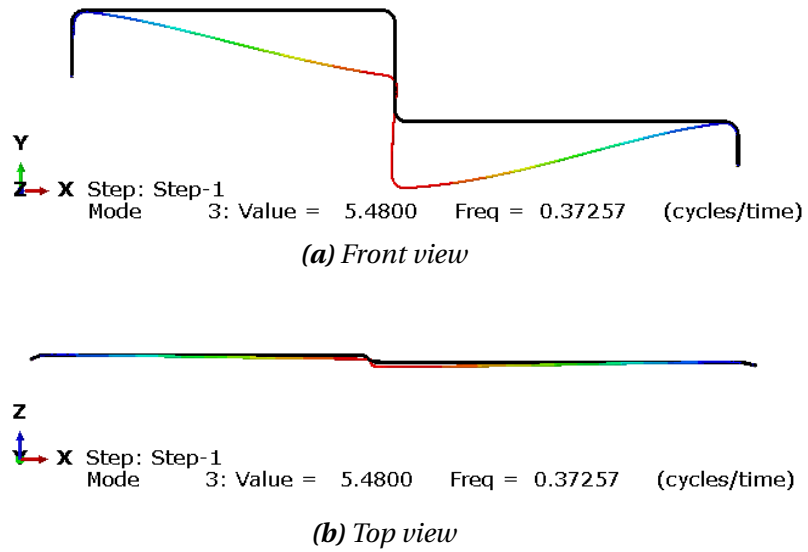 Y
Z X Step: Step-1
Mode 3: Value = 5.4800 Freq = 0.37257 (cycles/time)
(a) Front view
Z
Y X Step: Step-1
Mode 3: Value = 5.4800 Freq = 0.37257 (cycles/time)
(b) Top view